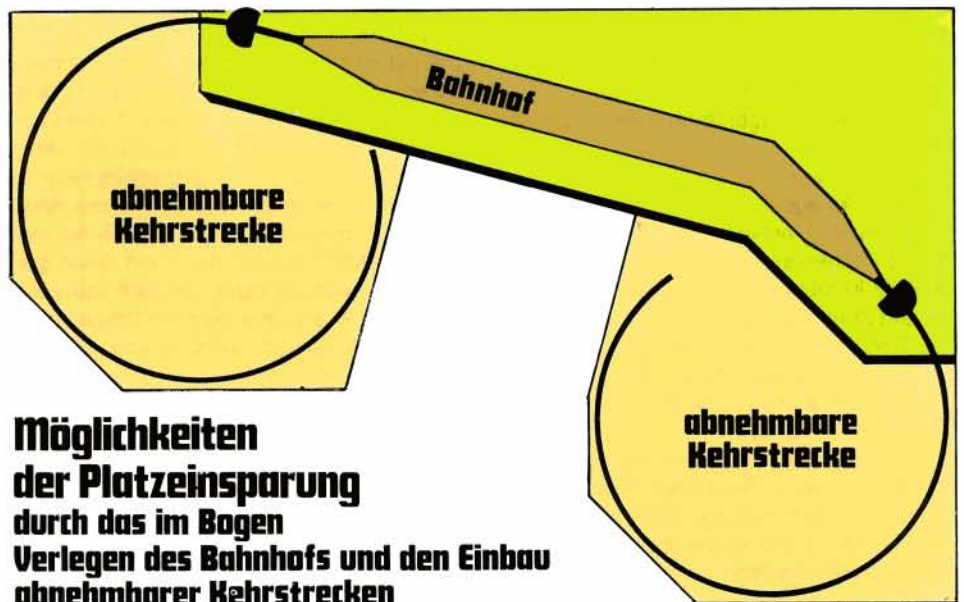 Bahnhof
abnehmbare
Kehrstrecke
abnehmbare
Kehrstrecke
Möglichkeiten
der Platzeinsparung
durch das im Bogen
Verlegen des Bahnhofs und den Einbau
abnehmbarer Kehrstrecken